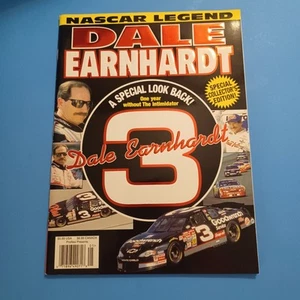 NASCAR LEGEND
DALE
EARNHARDT
A SPECIAL LOOK BACK!
One year
without The Intimidator
SPECIAL
COLLECTOR'S
EDITION!
3
Dale Earnhardt
GOODWRENCH
3